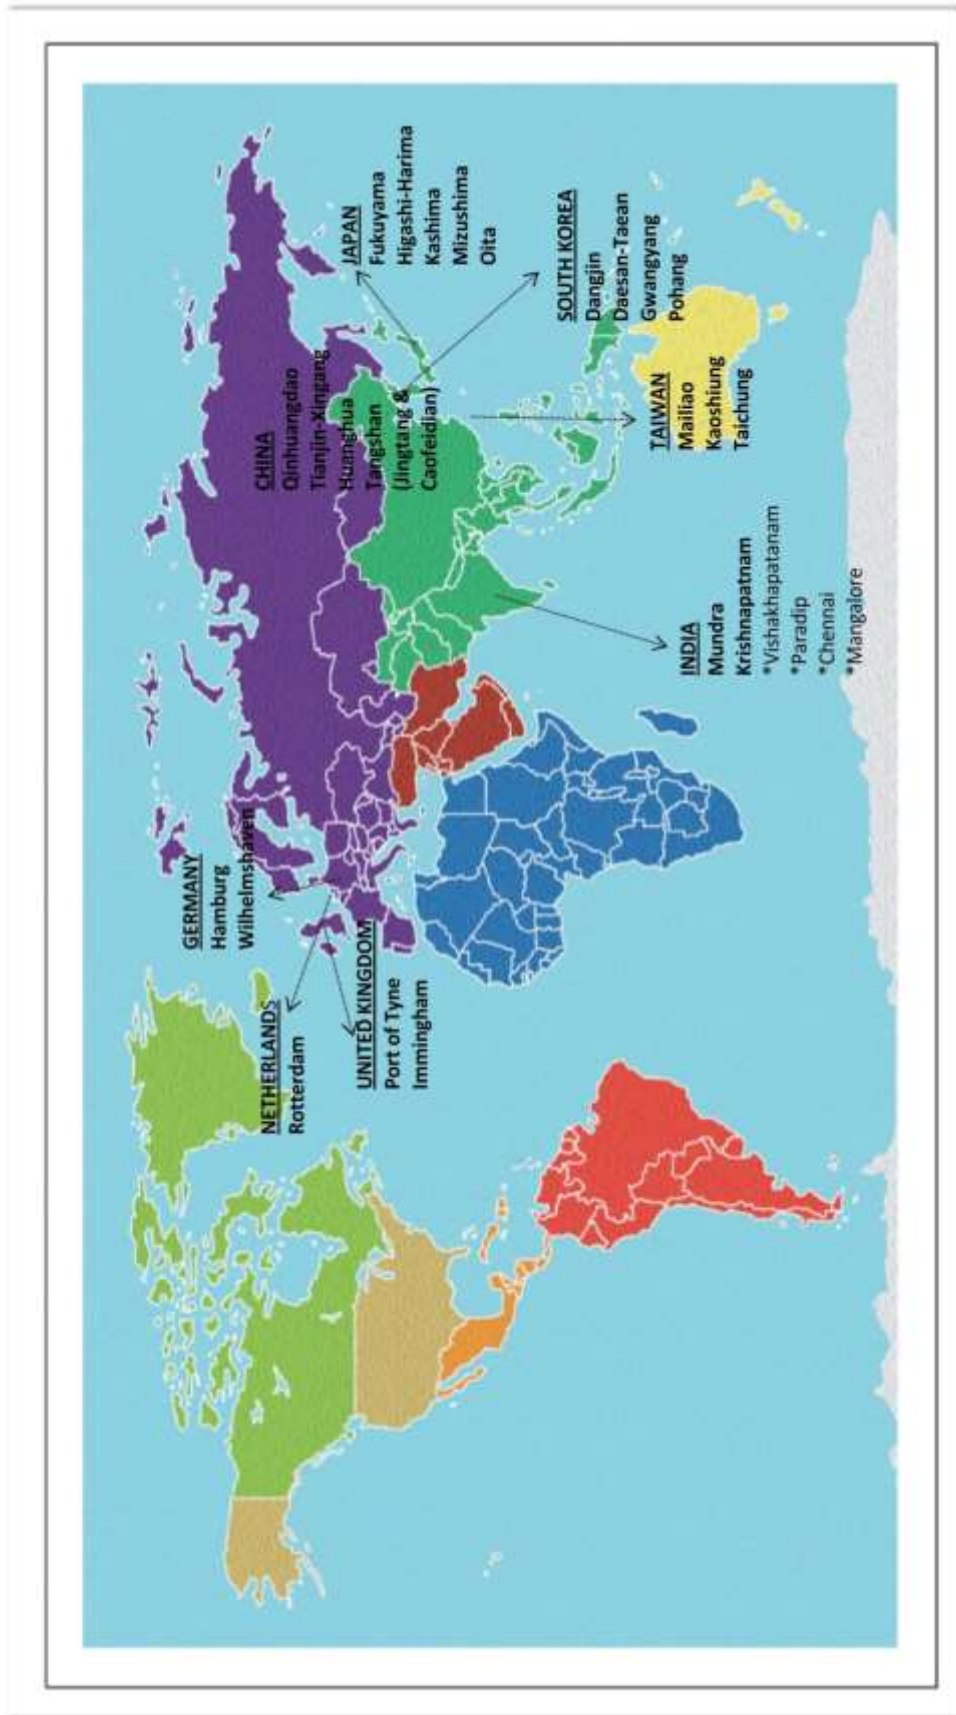 GERMANY
Hamburg
Wilhelmshaven
NETHERLANDS
Rotterdam
UNITED KINGDOM
Port of Tyne
Immingham
CHINA
Qinhuangdao
Tianjin-Xingang
Huanghua
Tangshan
(Jingtang &
Caofeidian)
JAPAN
Fukuyama
Higashi-Harima
Kashima
Mizushima
Oita
SOUTH KOREA
Dangjin
Daesan-Taean
Gwangyang
Pohang
TAIWAN
Mailiao
Kaoshiung
Taichung
INDIA
Mundra
Krishnapatnam
*Vishakhapatanam
*Paradip
*Chennai
*Mangalore